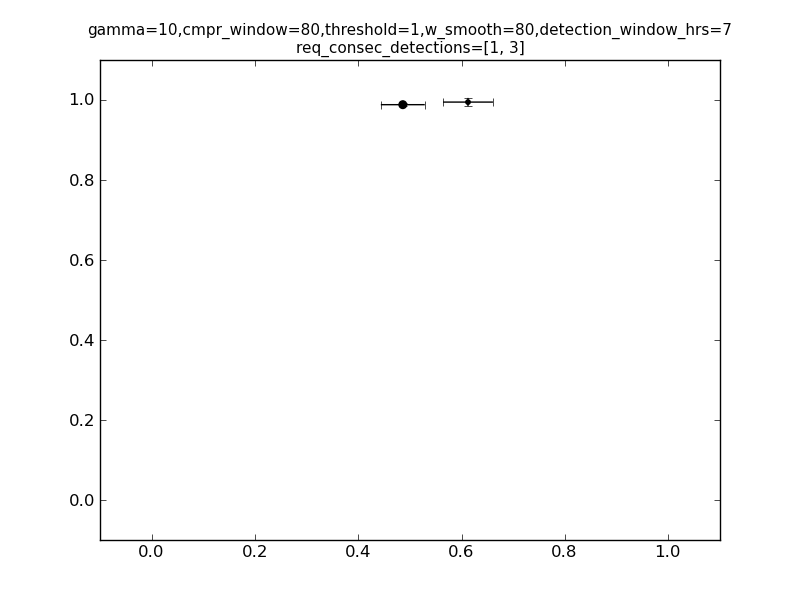 gamma=10,cmpr_window=80,threshold=1,w_smooth=80,detection_window_hrs=7
req_consec_detections=[1, 3]
1.0
0.8
0.6
0.4
0.2
0.0
0.0 0.2 0.4 0.6 0.8 1.0